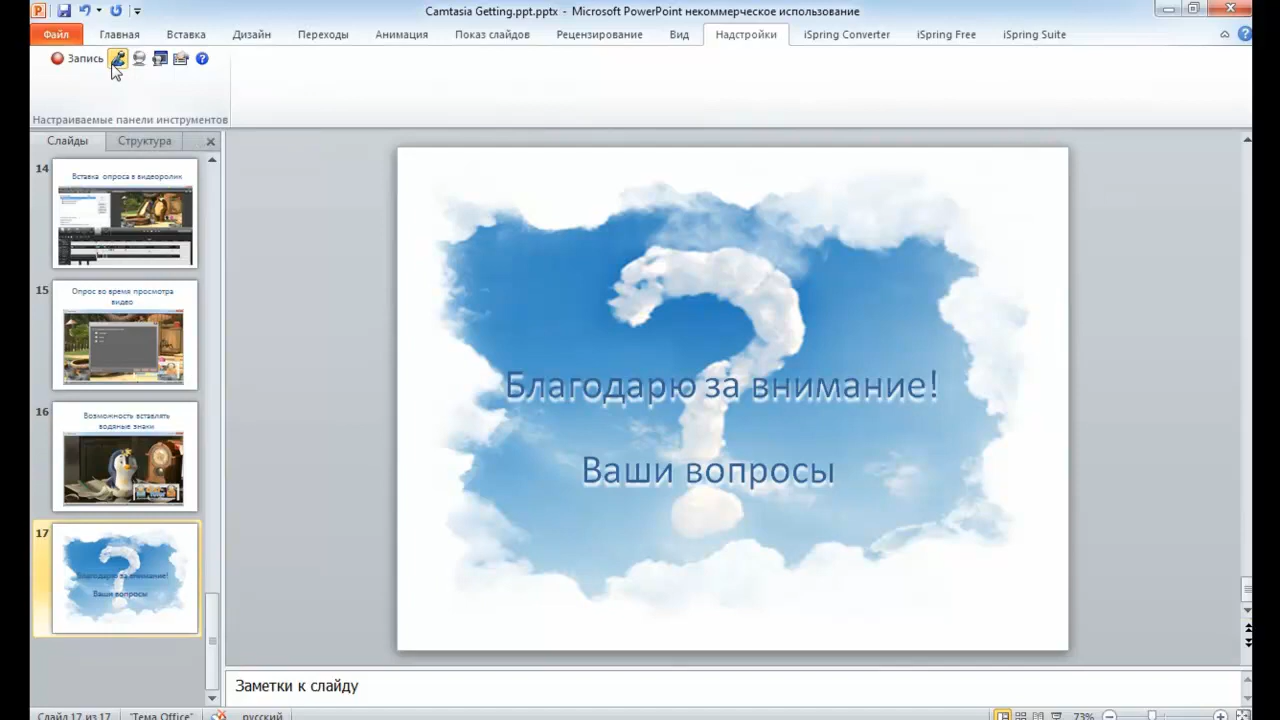 Camtasia Getting.ppt.pptx - Microsoft PowerPoint некоммерческое использование
Файл Главная Вставка Дизайн Переходы Анимация Показ слайдов Рецензирование Вид Надстройки iSpring Converter iSpring Free iSpring Suite
Запись
Настраиваемые панели инструментов
Слайды Структура
14
Вставка опроса в видеоролик
15
Опрос во время просмотра
видео
16
Возможность вставлять
водяные знаки
17
Благодарю за внимание!
Ваши вопросы
Благодарю за внимание!
Ваши вопросы
Заметки к слайду
Слайд 17 из 17 "Тема Office" русский 73%